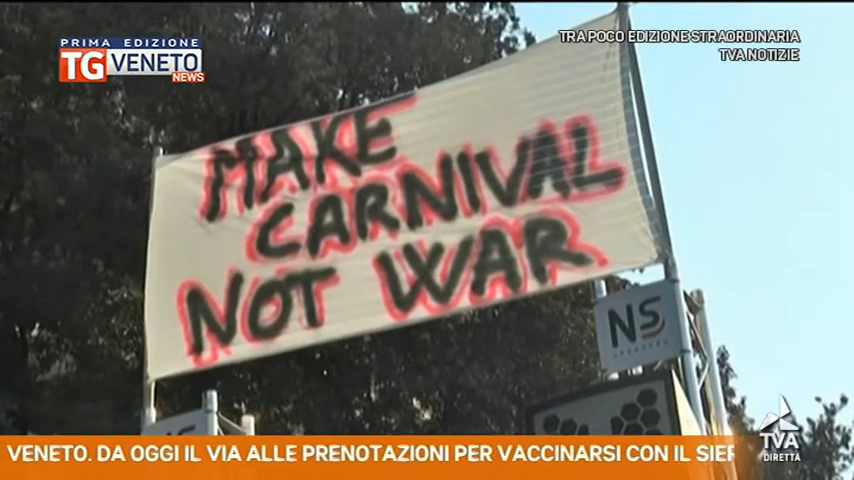 PRIMA EDIZIONE
TG VENETO
NEWS
TRA POCO EDIZIONE STRAORDINARIA
TVA NOTIZIE
MAKE
CARNIVAL
NOT WAR
NS
VENETO. DA OGGI IL VIA ALLE PRENOTAZIONI PER VACCINARSI CON IL SIER
TVA
DIRETTA